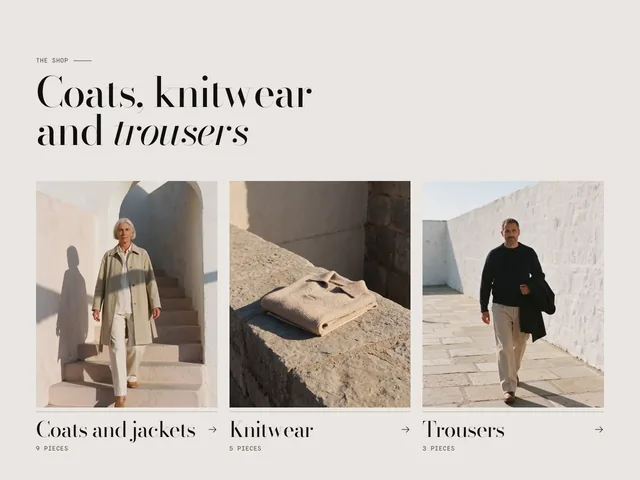 THE SHOP
Coats, knitwear
and trousers
Coats and jackets →
9 PIECES
Knitwear →
5 PIECES
Trousers →
3 PIECES